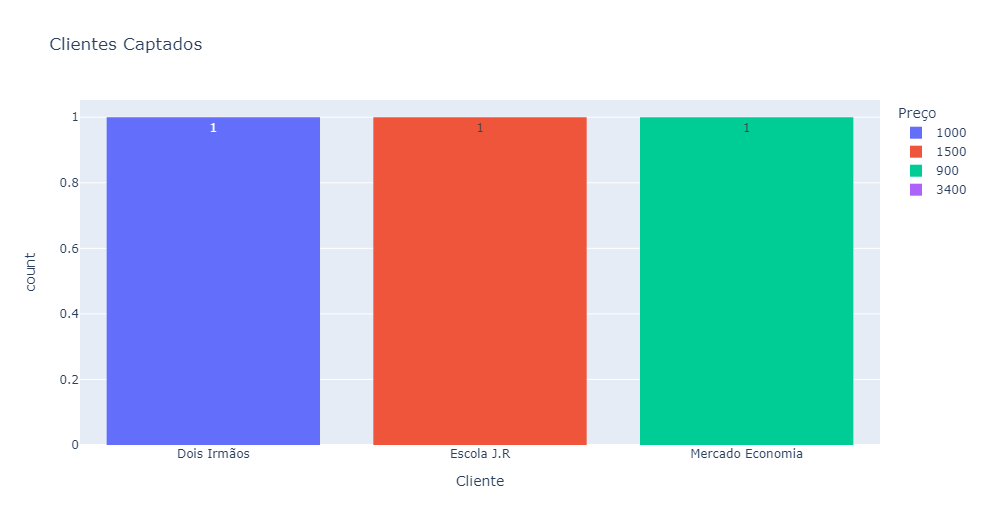 Clientes Captados
Preço
1000
1500
900
3400
count
1
0.8
0.6
0.4
0.2
0
1
1
1
Dois Irmãos
Escola J.R
Mercado Economia
Cliente